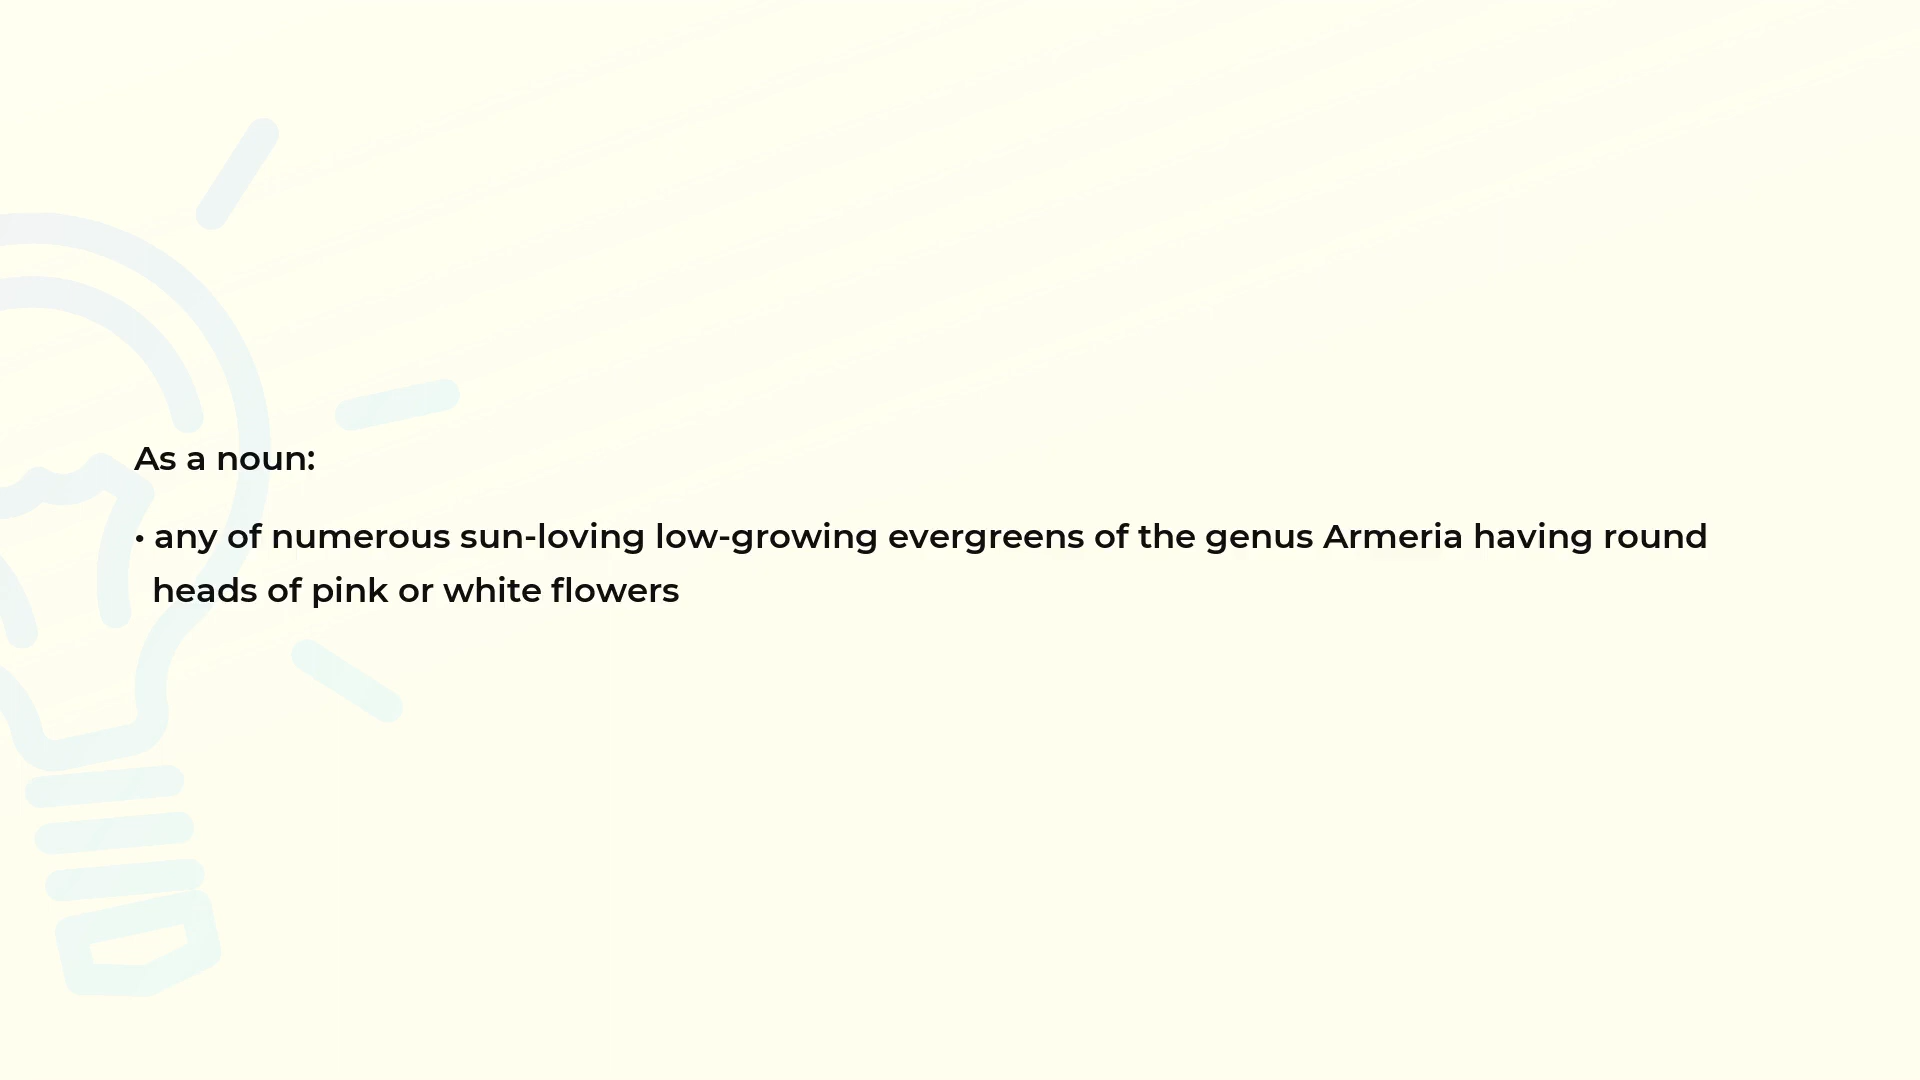 As a noun:
• any of numerous sun-loving low-growing evergreens of the genus Armeria having round
heads of pink or white flowers